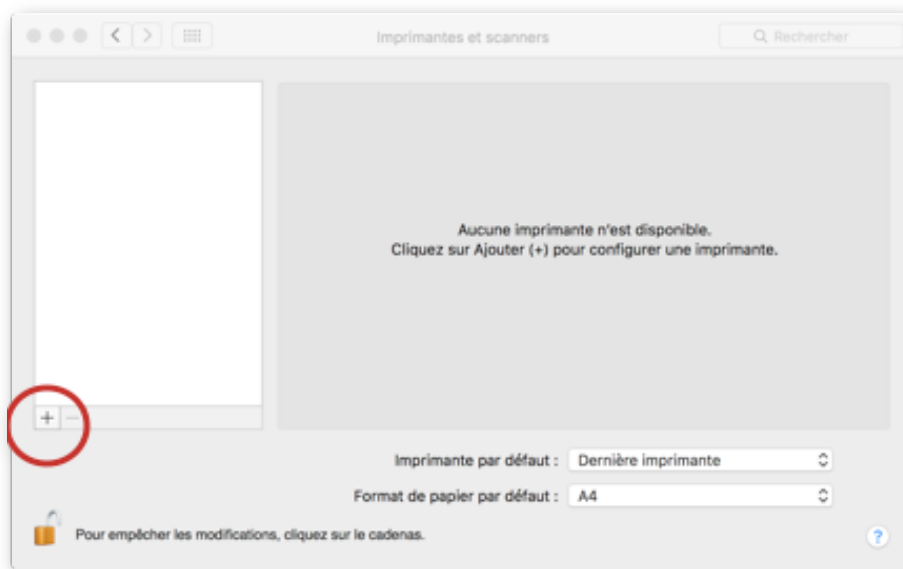 Imprimantes et scanners
Rechercher
Aucune imprimante n'est disponible.
Cliquez sur Ajouter (+) pour configurer une imprimante.
+ −
Imprimante par défaut : Dernière imprimante
Format de papier par défaut : A4
Pour empêcher les modifications, cliquez sur le cadenas.
?